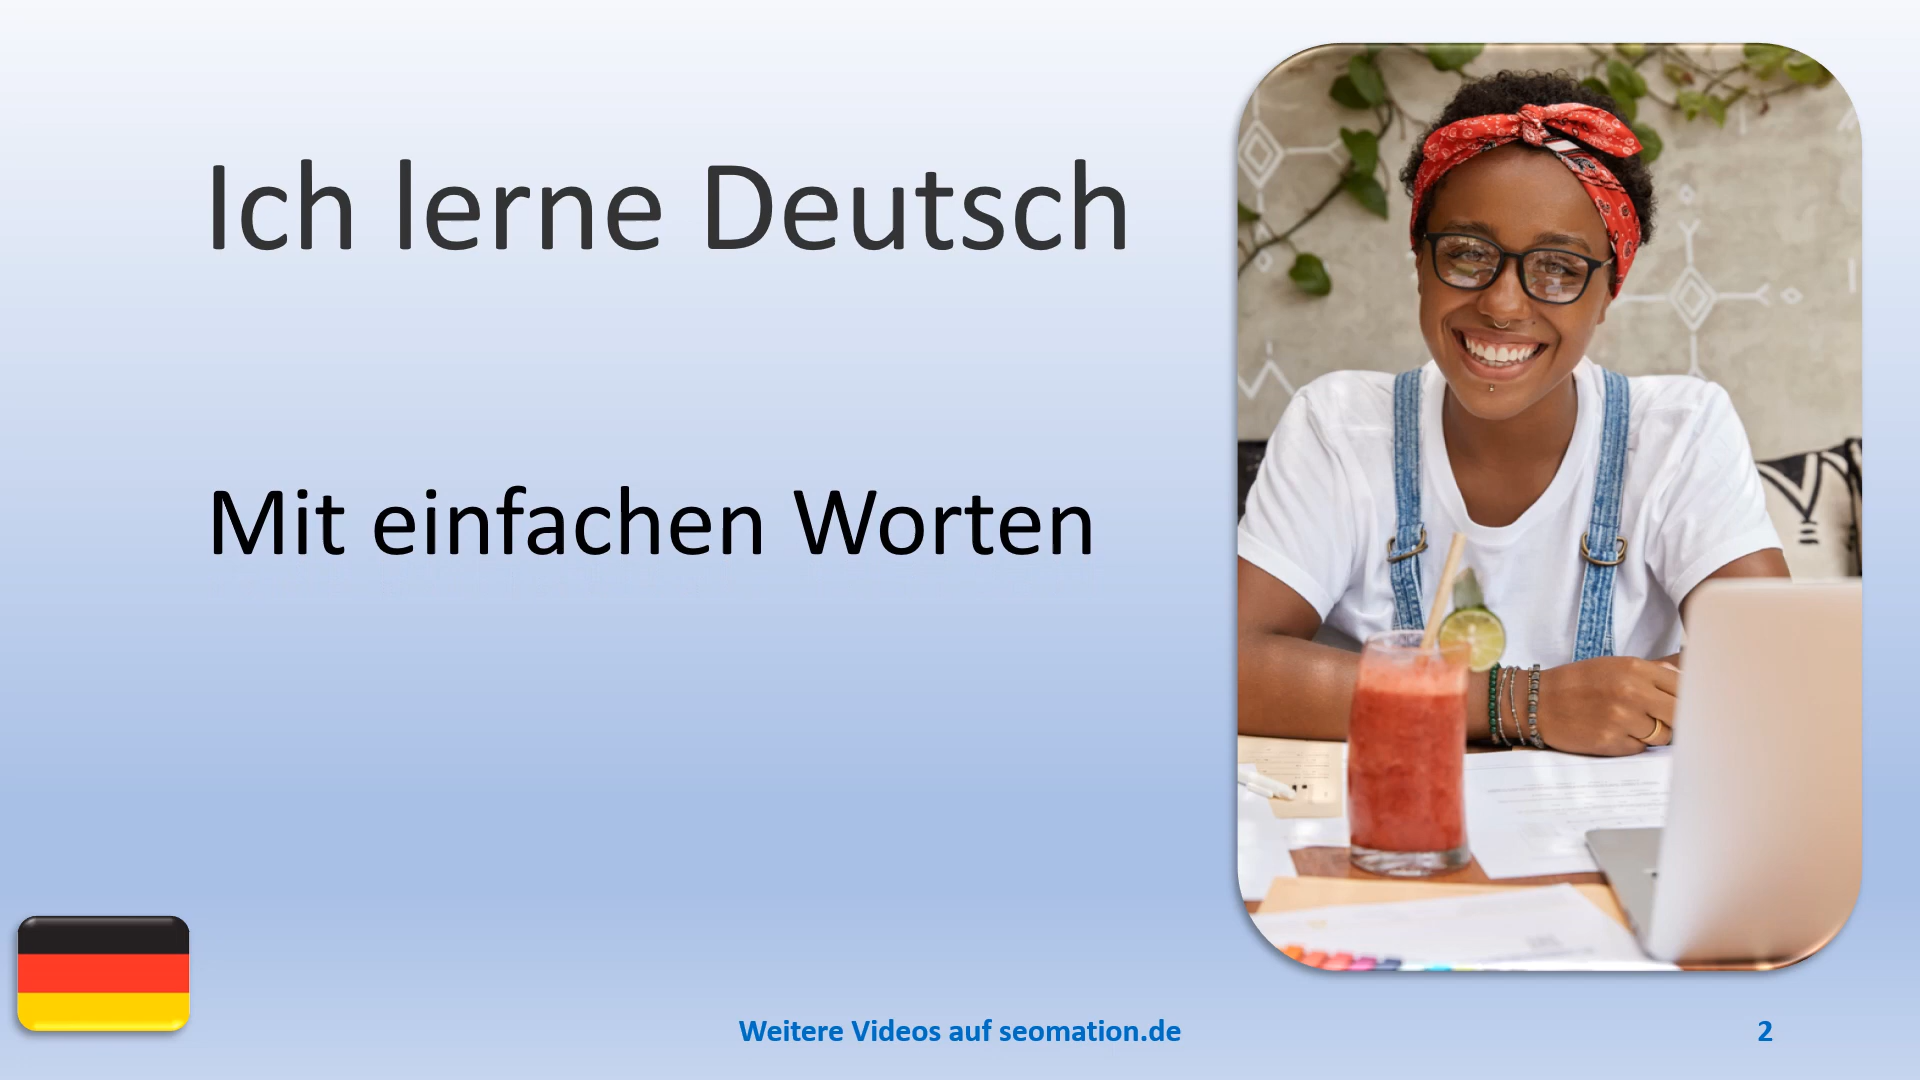 Ich lerne Deutsch
Mit einfachen Worten
Weitere Videos auf seomation.de
2